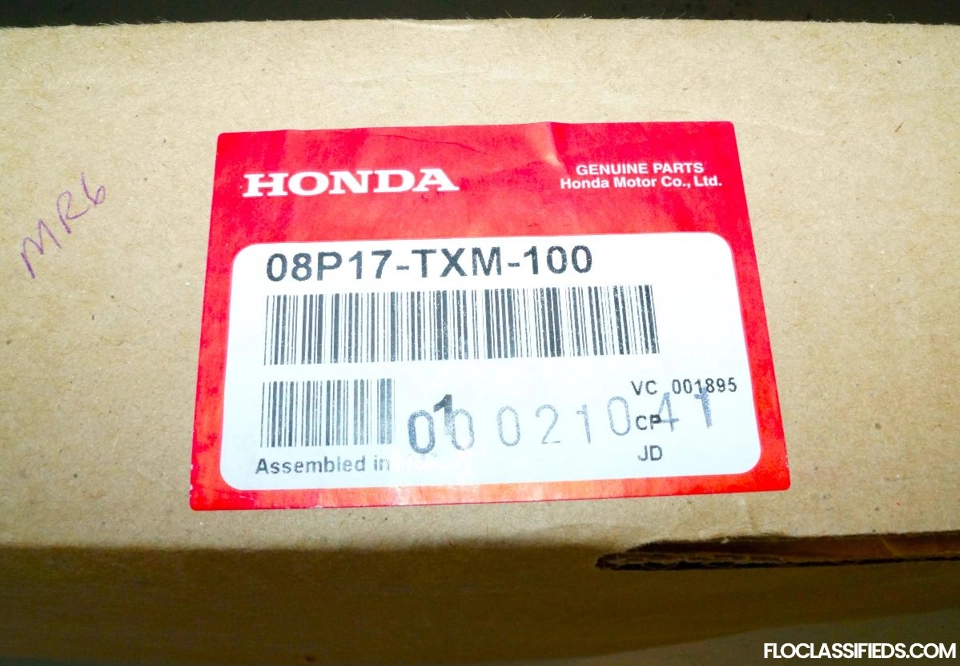 MR6
HONDA
GENUINE PARTS
Honda Motor Co., Ltd.
08P17-TXM-100
VC 001895
1
CP
00021041
JD
Assembled in
FLOCLASSIFIEDS.COM